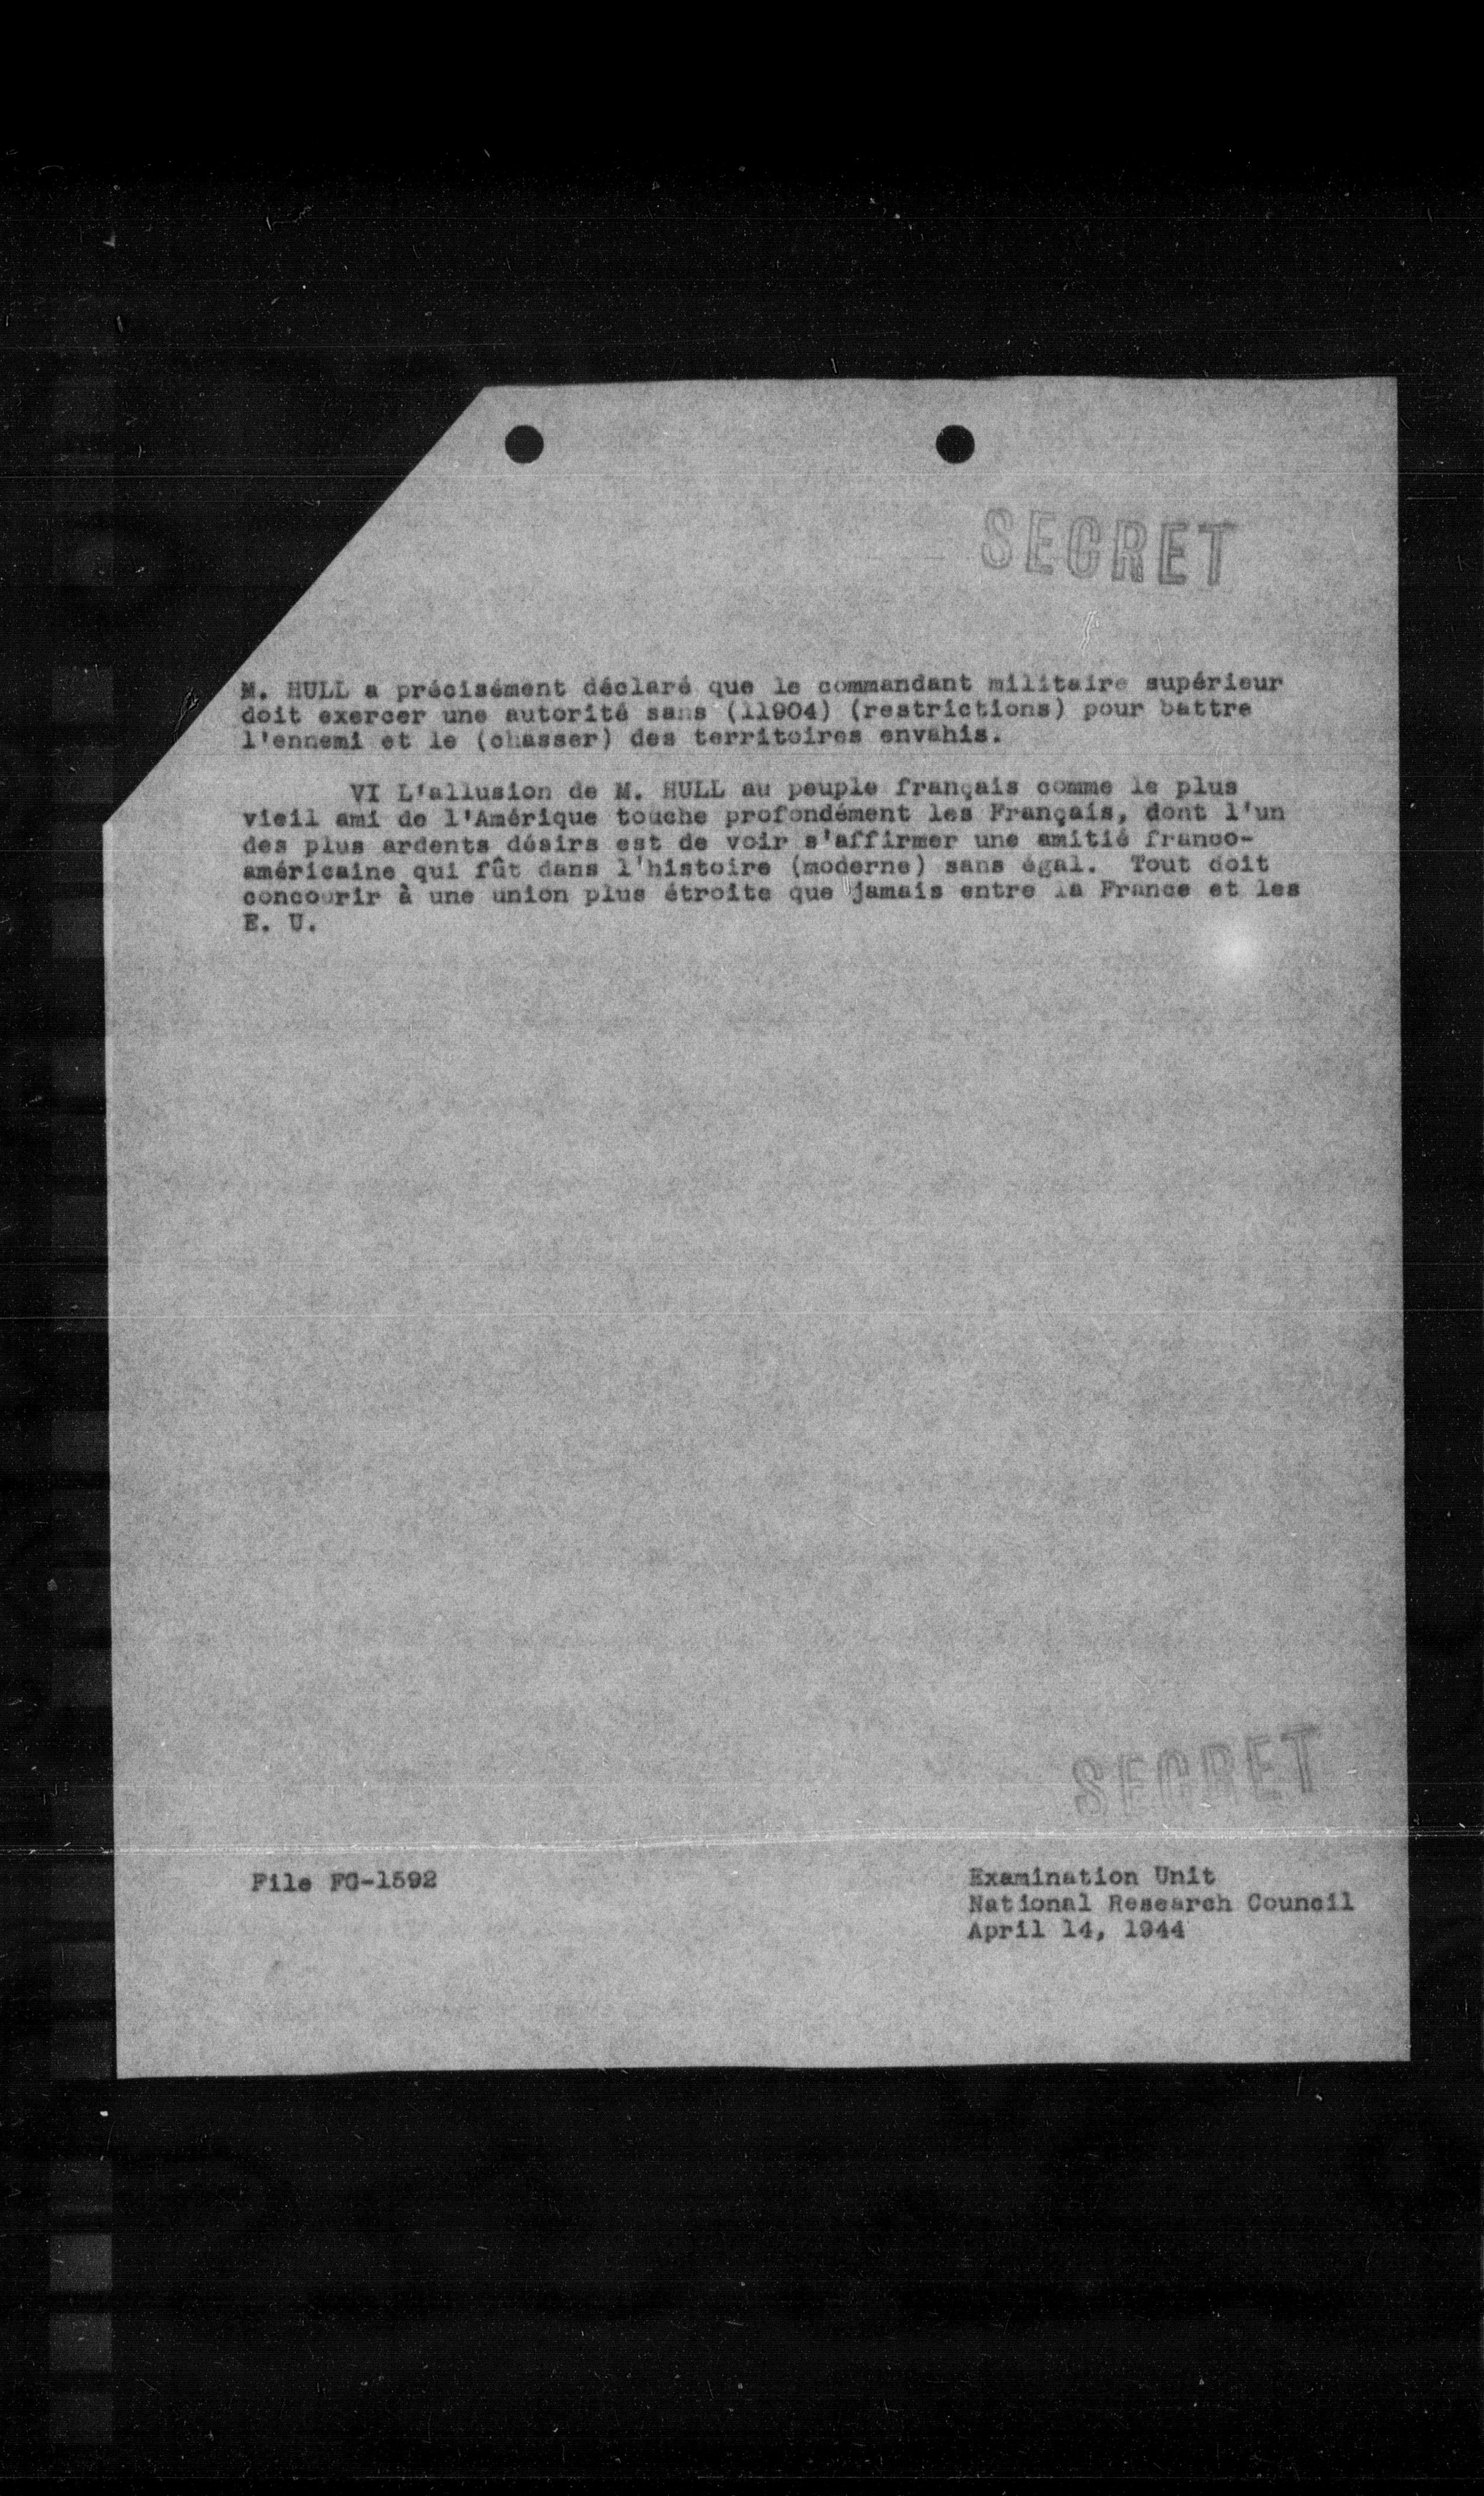 SECRET
M. HULL a précisément déclaré que le commandant militaire supérieur
doit exercer une autorité sans (11904) (restrictions) pour battre
l'ennemi et le (chasser) des territoires envahis.
VI L'allusion de M. HULL au peuple français comme le plus
vieil ami de l'Amérique touche profondément les Français, dont l'un
des plus ardents désirs est de voir s'affirmer une amitié franco-
américaine qui fût dans l'histoire (moderne) sans égal. Tout doit
concourir à une union plus étroite que jamais entre la France et les
E. U.
SECRET
File FG-1592
Examination Unit
National Research Council
April 14, 1944